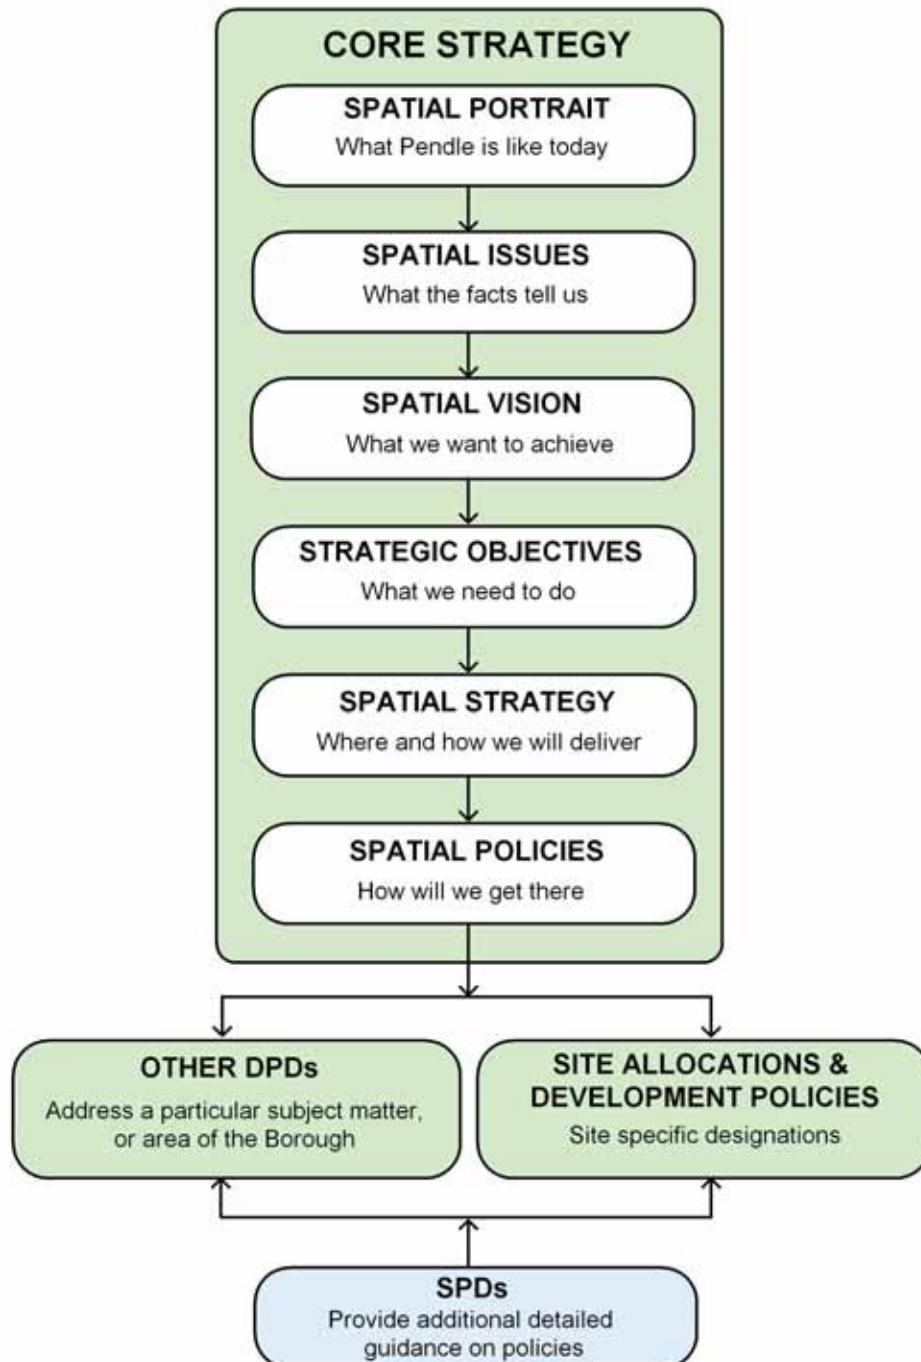 CORE STRATEGY
SPATIAL PORTRAIT
What Pendle is like today
SPATIAL ISSUES
What the facts tell us
SPATIAL VISION
What we want to achieve
STRATEGIC OBJECTIVES
What we need to do
SPATIAL STRATEGY
Where and how we will deliver
SPATIAL POLICIES
How will we get there
OTHER DPDs
Address a particular subject matter,
or area of the Borough
SITE ALLOCATIONS &
DEVELOPMENT POLICIES
Site specific designations
SPDs
Provide additional detailed
guidance on policies